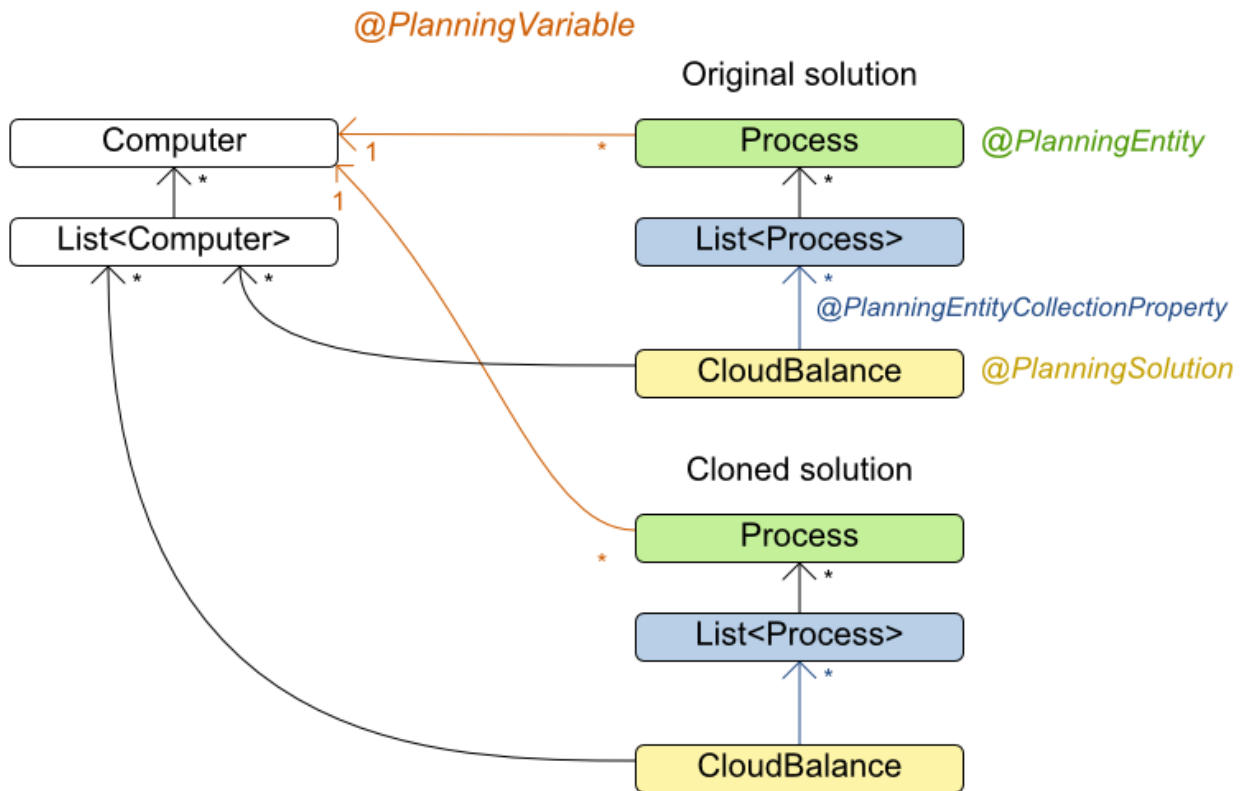 @PlanningVariable
Original solution
Computer
1
*
Process
@PlanningEntity
*
1
*
List<Computer>
List<Process>
*
*
*
@PlanningEntityCollectionProperty
CloudBalance
@PlanningSolution
Cloned solution
Process
*
*
List<Process>
*
CloudBalance